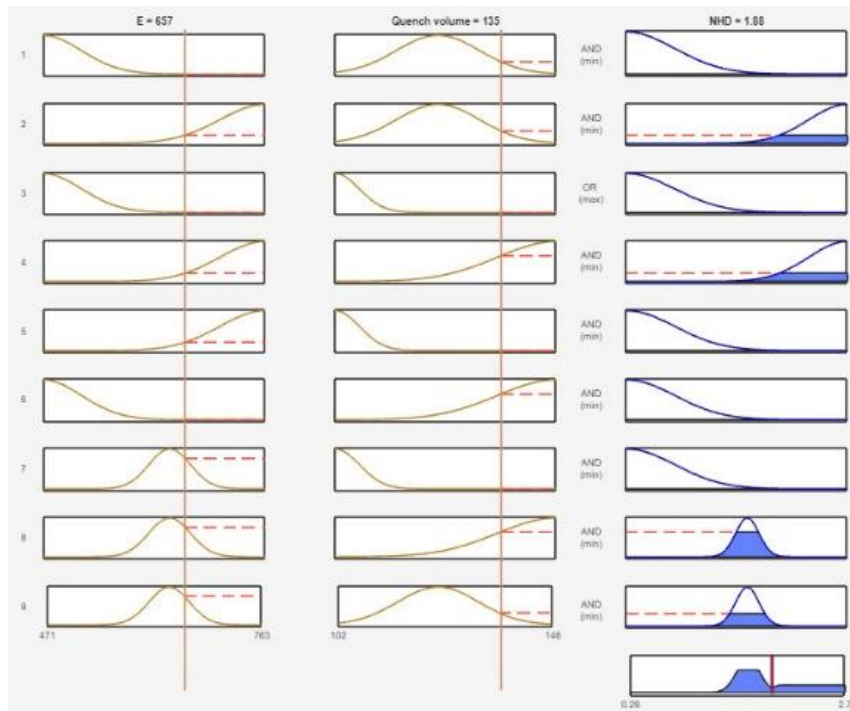 E = 657 Quench volume = 135 NHD = 1.88
1 AND
(min)
2 AND
(min)
3 OR
(max)
4 AND
(min)
5 AND
(min)
6 AND
(min)
7 AND
(min)
8 AND
(min)
9 AND
(min)
471 763 102 146
0.26 2.7